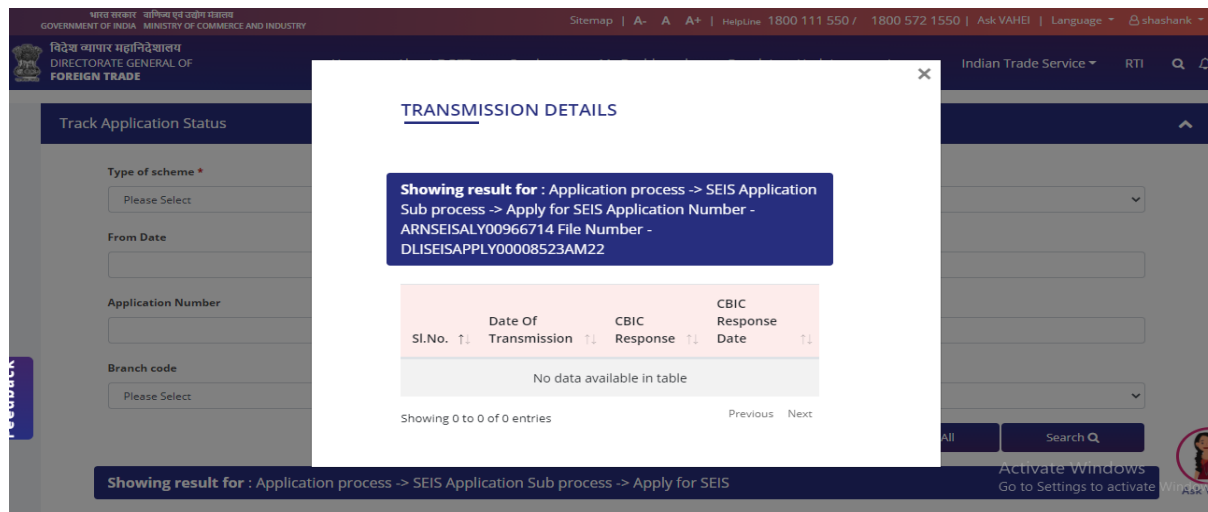 भारत सरकार वाणिज्य एवं उद्योग मंत्रालय
GOVERNMENT OF INDIA MINISTRY OF COMMERCE AND INDUSTRY
Sitemap | A- A A+ | HELPLINE 1800 111 550 / 1800 572 1550 | Ask VAHEI | Language shashank
विदेश व्यापार महानिदेशालय
DIRECTORATE GENERAL OF
FOREIGN TRADE
Indian Trade Service RTI
×
Track Application Status
TRANSMISSION DETAILS
Type of scheme *
Please Select
From Date
Application Number
Branch code
Please Select
Showing result for : Application process -> SEIS Application
Sub process -> Apply for SEIS Application Number -
ARNSEISALY00966714 File Number -
DLISEISAPPLY00008523AM22
Sl.No. Date Of Transmission CBIC Response CBIC Response Date
No data available in table
Showing 0 to 0 of 0 entries Previous Next
Feedback
All Search
Activate Windows
Go to Settings to activate Windows
Showing result for : Application process -> SEIS Application Sub process -> Apply for SEIS